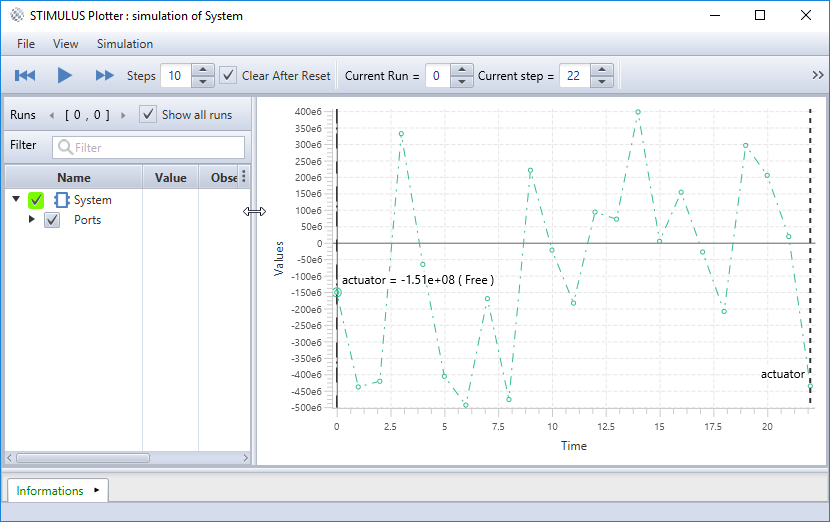 STIMULUS Plotter : simulation of System
File View Simulation
Steps 10 Clear After Reset Current Run = 0 Current step = 22
Runs [ 0 , 0 ] Show all runs
Filter Filter
Name Value Obse
System
Ports
400e6
350e6
300e6
250e6
200e6
150e6
100e6
50e6
0
-50e6
-100e6
-150e6
-200e6
-250e6
-300e6
-350e6
-400e6
-450e6
-500e6
Values
actuator = -1.51e+08 ( Free )
actuator
0 2.5 5 7.5 10 12.5 15 17.5 20
Time
Informations